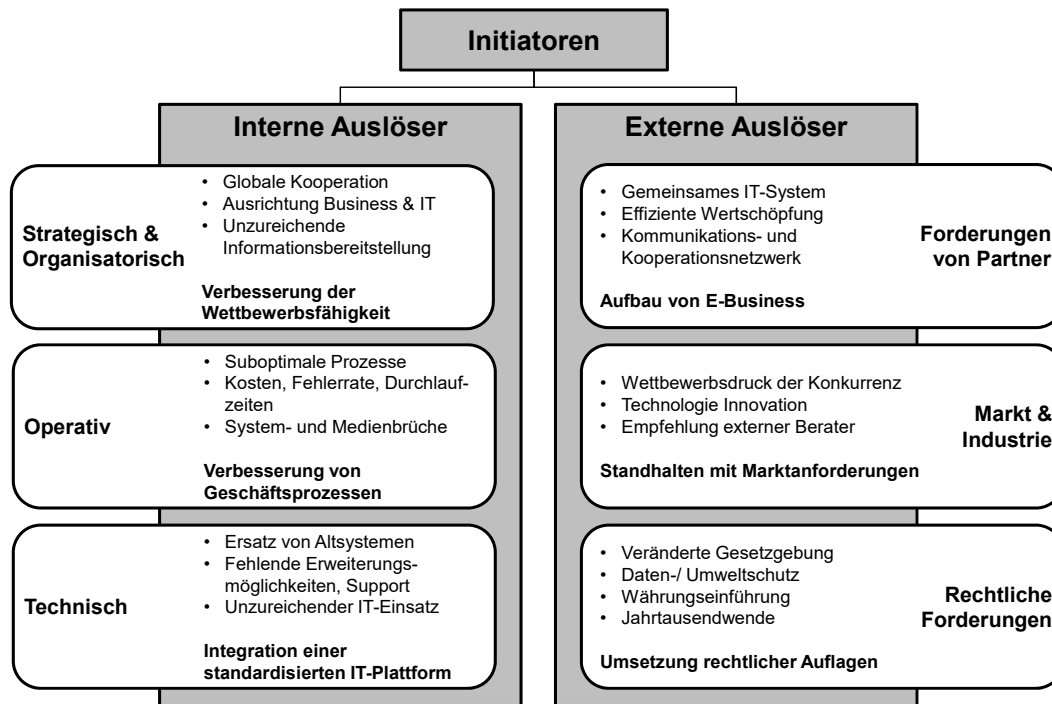 Initiatoren
Interne Auslöser
Strategisch &
Organisatorisch
• Globale Kooperation
• Ausrichtung Business & IT
• Unzureichende
Informationsbereitstellung
Verbesserung der
Wettbewerbsfähigkeit
Operativ
• Suboptimale Prozesse
• Kosten, Fehlerrate, Durchlauf-
zeiten
• System- und Medienbrüche
Verbesserung von
Geschäftsprozessen
Technisch
• Ersatz von Altsystemen
• Fehlende Erweiterungs-
möglichkeiten, Support
• Unzureichender IT-Einsatz
Integration einer
standardisierten IT-Plattform
Externe Auslöser
• Gemeinsames IT-System
• Effiziente Wertschöpfung
• Kommunikations- und
Kooperationsnetzwerk
Aufbau von E-Business
Forderungen
von Partner
• Wettbewerbsdruck der Konkurrenz
• Technologie Innovation
• Empfehlung externer Berater
Standhalten mit Marktanforderungen
Markt &
Industrie
• Veränderte Gesetzgebung
• Daten-/ Umweltschutz
• Währungseinführung
• Jahrtausendwende
Umsetzung rechtlicher Auflagen
Rechtliche
Forderungen